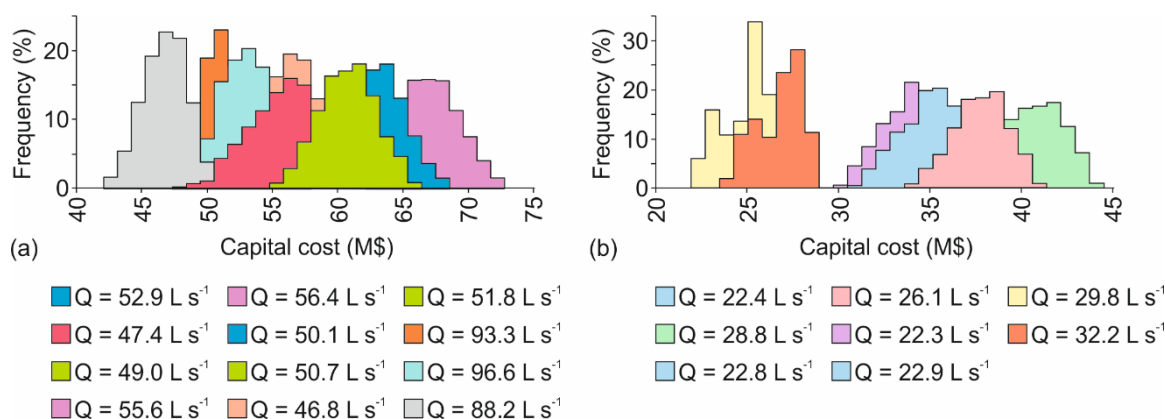 Frequency (%)
20
10
0
40
45
50
55
60
65
70
75
(a)
Capital cost (M$)
Q = 52.9 L s⁻¹
Q = 56.4 L s⁻¹
Q = 51.8 L s⁻¹
Q = 47.4 L s⁻¹
Q = 50.1 L s⁻¹
Q = 93.3 L s⁻¹
Q = 49.0 L s⁻¹
Q = 50.7 L s⁻¹
Q = 96.6 L s⁻¹
Q = 55.6 L s⁻¹
Q = 46.8 L s⁻¹
Q = 88.2 L s⁻¹
Frequency (%)
30
20
10
0
20
25
30
35
40
45
(b)
Capital cost (M$)
Q = 22.4 L s⁻¹
Q = 26.1 L s⁻¹
Q = 29.8 L s⁻¹
Q = 28.8 L s⁻¹
Q = 22.3 L s⁻¹
Q = 32.2 L s⁻¹
Q = 22.8 L s⁻¹
Q = 22.9 L s⁻¹